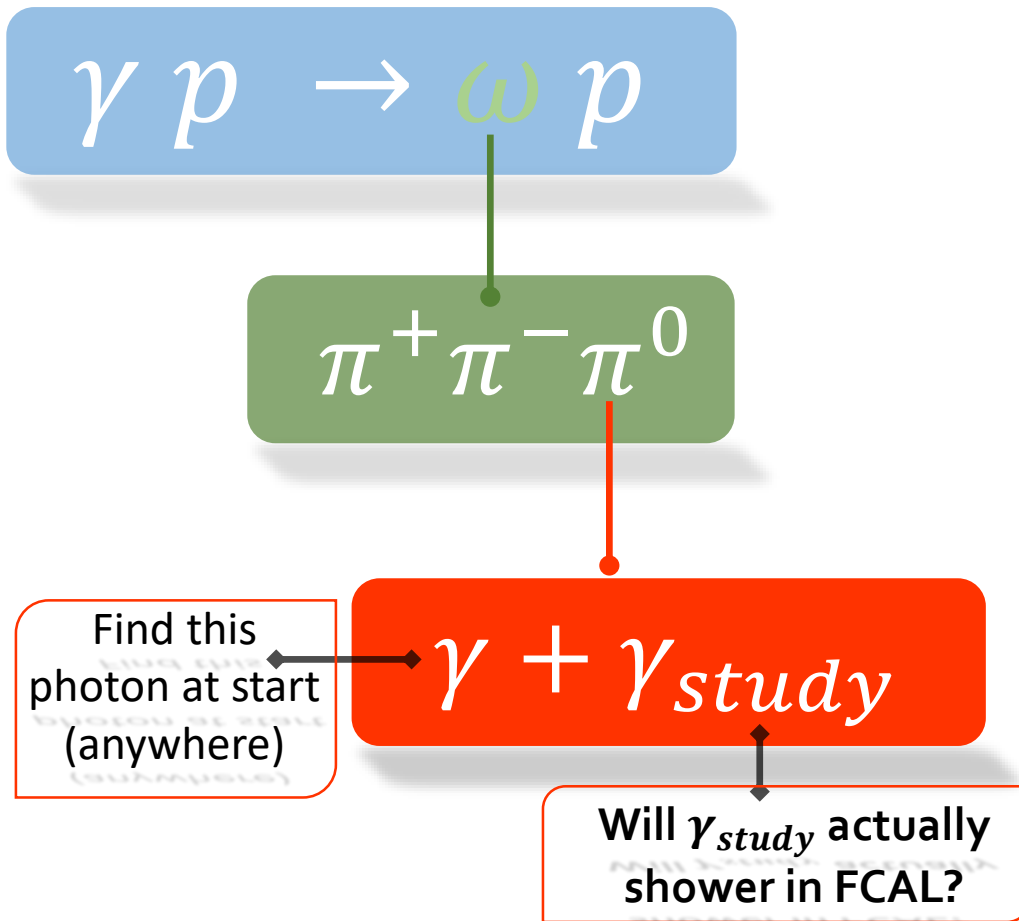 γ p → ω p
π⁺π⁻π⁰
γ + γ_study
Find this
photon at start
(anywhere)
Will γ_study actually
shower in FCAL?